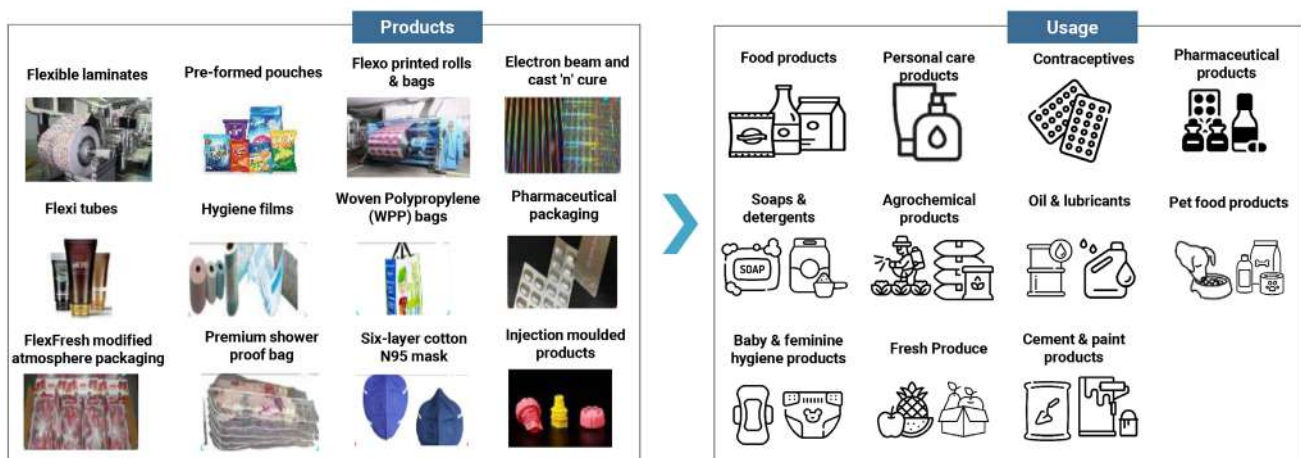 Products
Flexible laminates
Pre-formed pouches
Flexo printed rolls
& bags
Electron beam and
cast 'n' cure
Flexi tubes
Hygiene films
Woven Polypropylene
(WPP) bags
Pharmaceutical
packaging
FlexFresh modified
atmosphere packaging
Premium shower
proof bag
Six-layer cotton
N95 mask
Injection moulded
products
Usage
Food products
Personal care
products
Contraceptives
Pharmaceutical
products
Soaps &
detergents
SOAP
Agrochemical
products
Oil & lubricants
Pet food products
Baby & feminine
hygiene products
Fresh Produce
Cement & paint
products